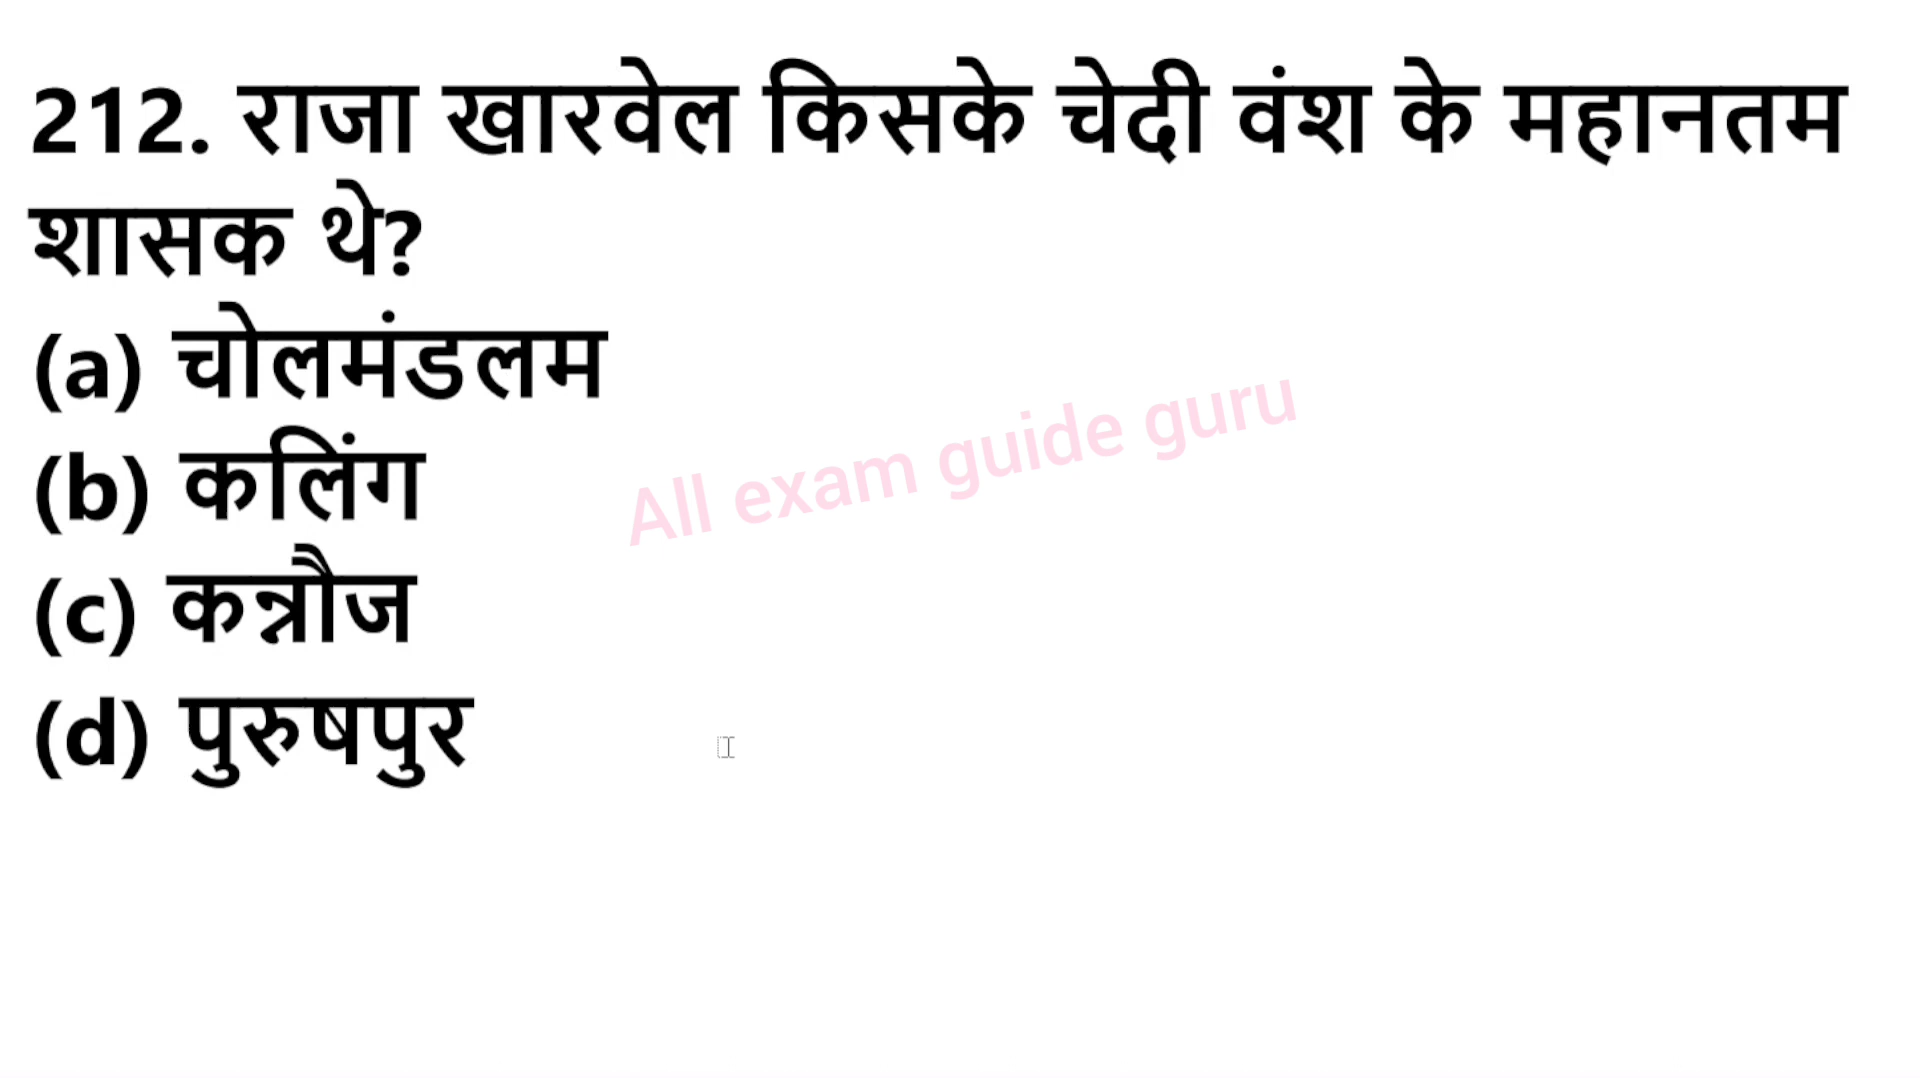 212. राजा खारवेल किसके चेदी वंश के महानतम
शासक थे?
(a) चोलमंडलम
(b) कलिंग
All exam guide guru
(c) कन्नौज
(d) पुरुषपुर